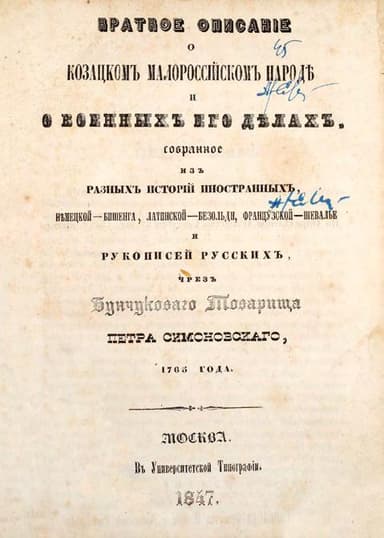 КРАТКОЕ ОПИСАНІЕ
О
КОЗАЦКОМЪ МАЛОРОССІЙСКОМЪ НАРОДѢ
И
О ВОЕННЫХЪ ЕГО ДѢЛАХЪ,
собранное
ИЗЪ
РАЗНЫХЪ ИСТОРІЙ ИНОСТРАННЫХЪ,
НѢМЕЦКОЙ—БИШЕНГА, ЛАТИНСКОЙ—БЕЗОЛЬДИ, ФРАНЦУЗСКОЙ—ШЕВАЛЬЕ
И
РУКОПИСЕЙ РУССКИХЪ,
ЧРЕЗЪ
Бунчуковаго Товарища
ПЕТРА СИМОНОВСКАГО,
1765 ГОДА.
МОСКВА.
Въ Университетской Типографіи.
1847.